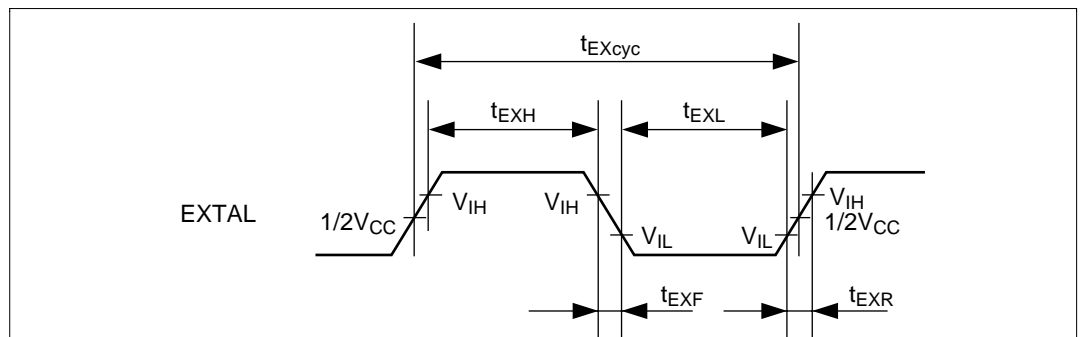 tEXcyc
tEXH
tEXL
EXTAL
1/2VCC
VIH
VIH
VIL
VIL
VIH
1/2VCC
tEXF
tEXR